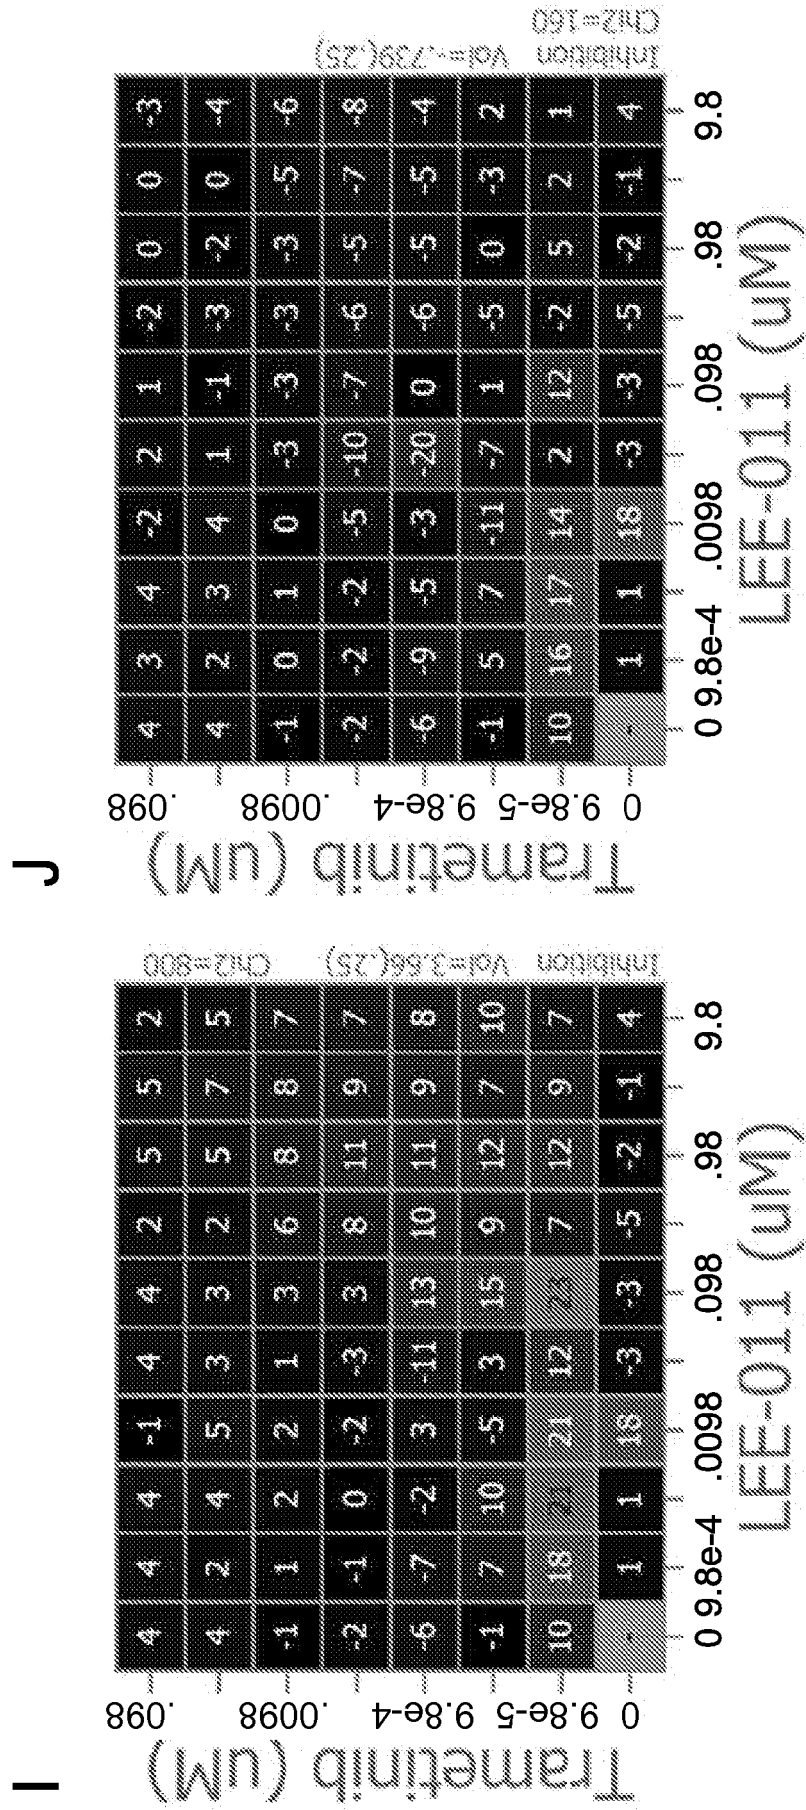 I
Trametinib (uM)
.098 4 4 4 -1 4 4 2 5 5 2
4 2 4 5 3 3 2 5 7 5
.0098 -1 1 2 2 1 3 6 8 8 7
-2 -1 0 -2 -3 3 8 11 9 7
9.8e-4 -6 -7 -2 3 -11 13 10 11 9 8
-1 7 10 -5 3 15 9 12 7 10
9.8e-5 10 18 21 21 12 23 7 12 9 7
0 - 1 1 18 -3 -3 -5 -2 -1 4
0 9.8e-4 .0098 .098 .98 9.8
LEE-011 (uM)
Chi2=800
Vol=3.66(.25)
Inhibition
J
Trametinib (uM)
.098 4 3 4 -2 2 1 -2 0 0 -3
4 2 3 4 1 -1 -3 -2 0 -4
.0098 -1 0 1 0 -3 -3 -3 -3 -5 -6
-2 -2 -2 -5 -10 -7 -6 -5 -7 -8
9.8e-4 -6 -9 -5 -3 -20 0 -6 -5 -5 -4
-1 5 7 -11 -7 1 -5 0 -3 2
9.8e-5 10 16 17 14 2 12 -2 5 2 1
0 - 1 1 18 -3 -3 -5 -2 -1 4
0 9.8e-4 .0098 .098 .98 9.8
LEE-011 (uM)
Vol=-.739(.25)
Inhibition
Chi2=160